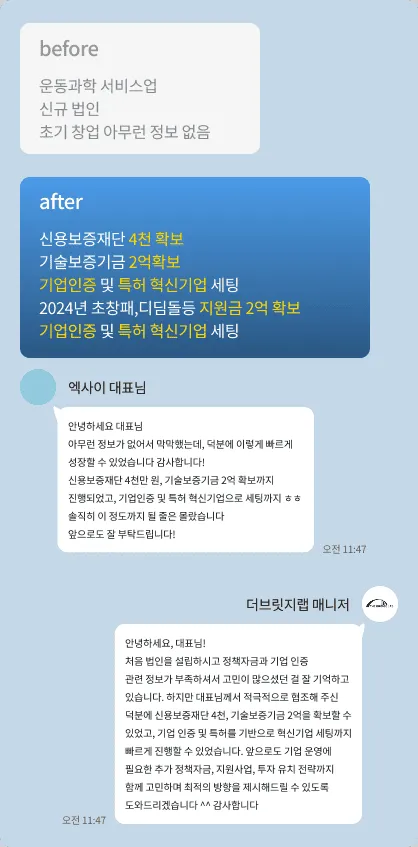 before
운동과학 서비스업
신규 법인
초기 창업 아무런 정보 없음
after
신용보증재단 4천 확보
기술보증기금 2억확보
기업인증 및 특허 혁신기업 세팅
2024년 초창패,디딤돌등 지원금 2억 확보
기업인증 및 특허 혁신기업 세팅
엑사이 대표님
안녕하세요 대표님
아무런 정보가 없어서 막막했는데, 덕분에 이렇게 빠르게
성장할 수 있었습니다 감사합니다!
신용보증재단 4천만 원, 기술보증기금 2억 확보까지
진행되었고, 기업인증 및 특허 혁신기업으로 세팅까지 ㅎㅎ
솔직히 이 정도까지 될 줄은 몰랐습니다
앞으로도 잘 부탁드립니다!
오전 11:47
더브릿지랩 매니저
안녕하세요, 대표님!
처음 법인을 설립하시고 정책자금과 기업 인증
관련 정보가 부족하셔서 고민이 많으셨던 걸 잘 기억하고
있습니다. 하지만 대표님께서 적극적으로 협조해 주신
덕분에 신용보증재단 4천, 기술보증기금 2억을 확보할 수
있었고, 기업 인증 및 특허를 기반으로 혁신기업 세팅까지
빠르게 진행할 수 있었습니다. 앞으로도 기업 운영에
필요한 추가 정책자금, 지원사업, 투자 유치 전략까지
함께 고민하며 최적의 방향을 제시해드릴 수 있도록
도와드리겠습니다 ^^ 감사합니다
오전 11:47